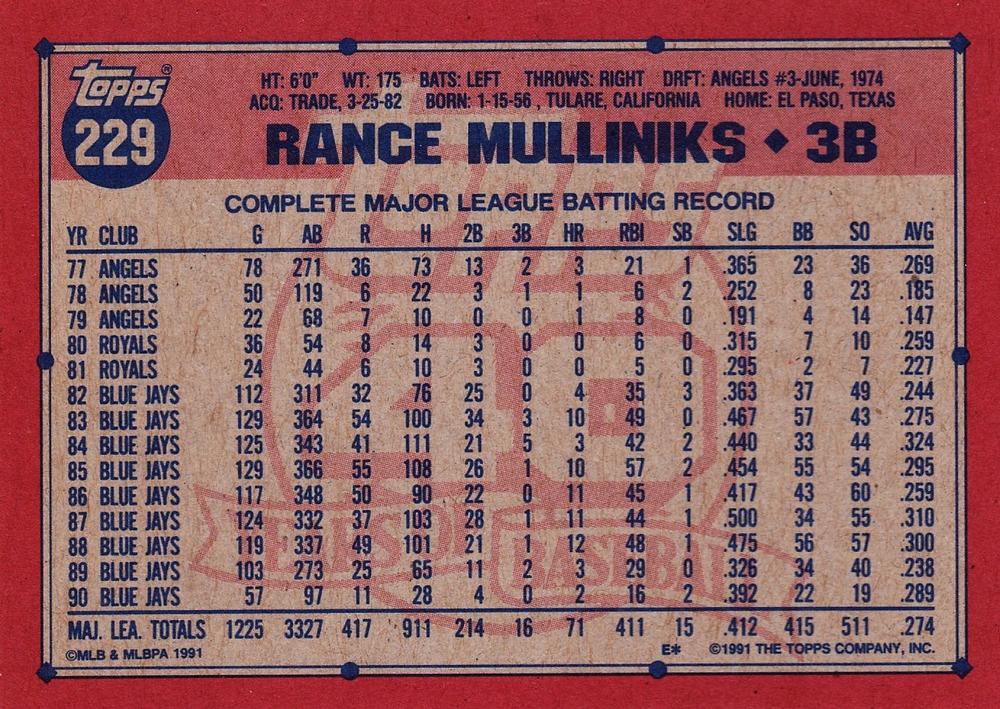 topps®
229
HT: 6'0" WT: 175 BATS: LEFT THROWS: RIGHT DRFT: ANGELS #3-JUNE, 1974
ACQ: TRADE, 3-25-82 BORN: 1-15-56 , TULARE, CALIFORNIA HOME: EL PASO, TEXAS
RANCE MULLINIKS ◆ 3B
COMPLETE MAJOR LEAGUE BATTING RECORD
YR CLUB G AB R H 2B 3B HR RBI SB SLG BB SO AVG
77 ANGELS 78 271 36 73 13 2 3 21 1 .365 23 36 .269
78 ANGELS 50 119 6 22 3 1 1 6 2 .252 8 23 .185
79 ANGELS 22 68 7 10 0 0 1 8 0 .191 4 14 .147
80 ROYALS 36 54 8 14 3 0 0 6 0 .315 7 10 .259
81 ROYALS 24 44 6 10 3 0 0 5 0 .295 2 7 .227
82 BLUE JAYS 112 311 32 76 25 0 4 35 3 .363 37 49 .244
83 BLUE JAYS 129 364 54 100 34 3 10 49 0 .467 57 43 .275
84 BLUE JAYS 125 343 41 111 21 5 3 42 2 .440 33 44 .324
85 BLUE JAYS 129 366 55 108 26 1 10 57 2 .454 55 54 .295
86 BLUE JAYS 117 348 50 90 22 0 11 45 1 .417 43 60 .259
87 BLUE JAYS 124 332 37 103 28 1 11 44 1 .500 34 55 .310
88 BLUE JAYS 119 337 49 101 21 1 12 48 1 .475 56 57 .300
89 BLUE JAYS 103 273 25 65 11 2 3 29 0 .326 34 40 .238
90 BLUE JAYS 57 97 11 28 4 0 2 16 2 .392 22 19 .289
MAJ. LEA. TOTALS 1225 3327 417 911 214 16 71 411 15 .412 415 511 .274
©MLB & MLBPA 1991 E* ©1991 THE TOPPS COMPANY, INC.